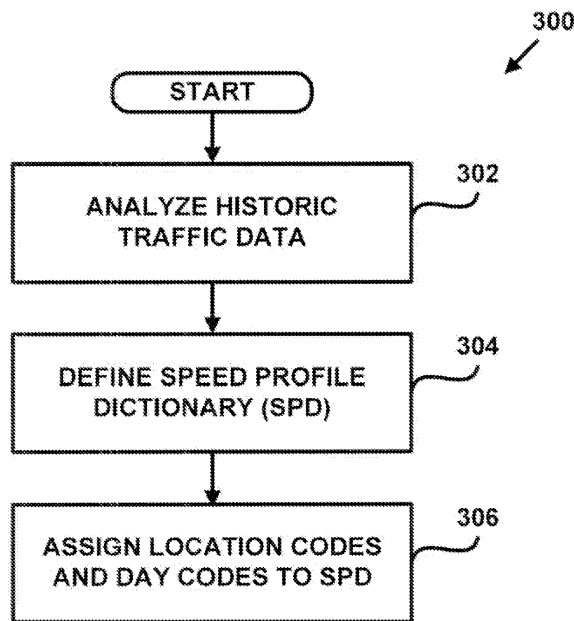 300
START
302
ANALYZE HISTORIC
TRAFFIC DATA
304
DEFINE SPEED PROFILE
DICTIONARY (SPD)
306
ASSIGN LOCATION CODES
AND DAY CODES TO SPD